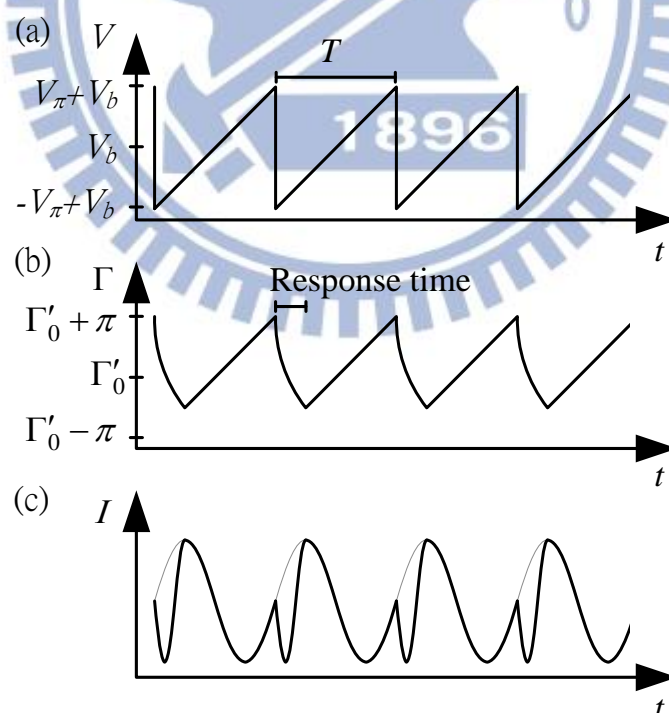 (a)
V
T
Vπ+Vb
Vb
-Vπ+Vb
1896
t
(b)
Γ
Response time
Γ′0 + π
Γ′0
Γ′0 − π
t
(c)
I
t